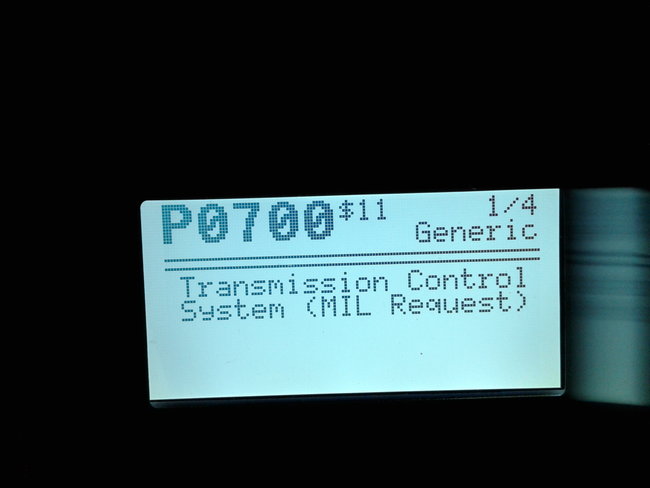 P0700 $11 1/4
Generic
Transmission Control
System (MIL Request)